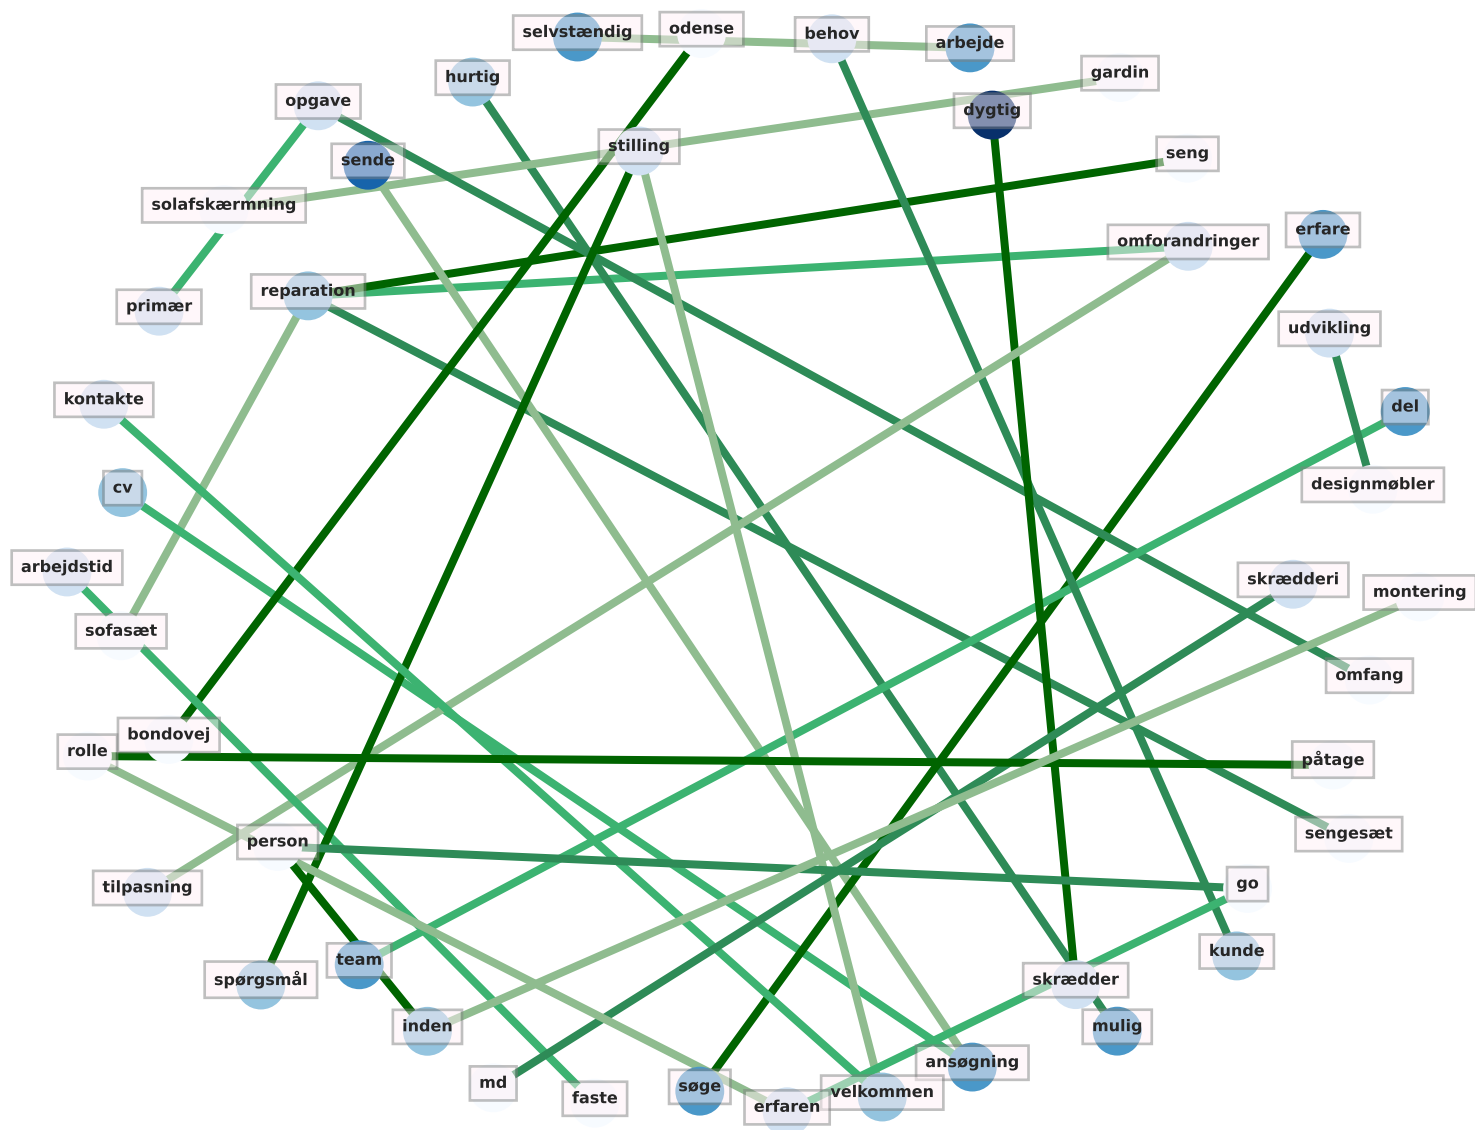 odense
selvstændig
behov
arbejde
gardin
hurtig
opgave
dygtig
stilling
seng
sende
solafskærmning
erfare
omforandringer
reparation
primær
udvikling
kontakte
del
designmøbler
cv
arbejdstid
skrædderi
montering
sofasæt
omfang
bondovej
rolle
påtage
sengesæt
person
go
tilpasning
kunde
team
spørgsmål
skrædder
inden
mulig
ansøgning
md
søge
velkommen
faste
erfaren